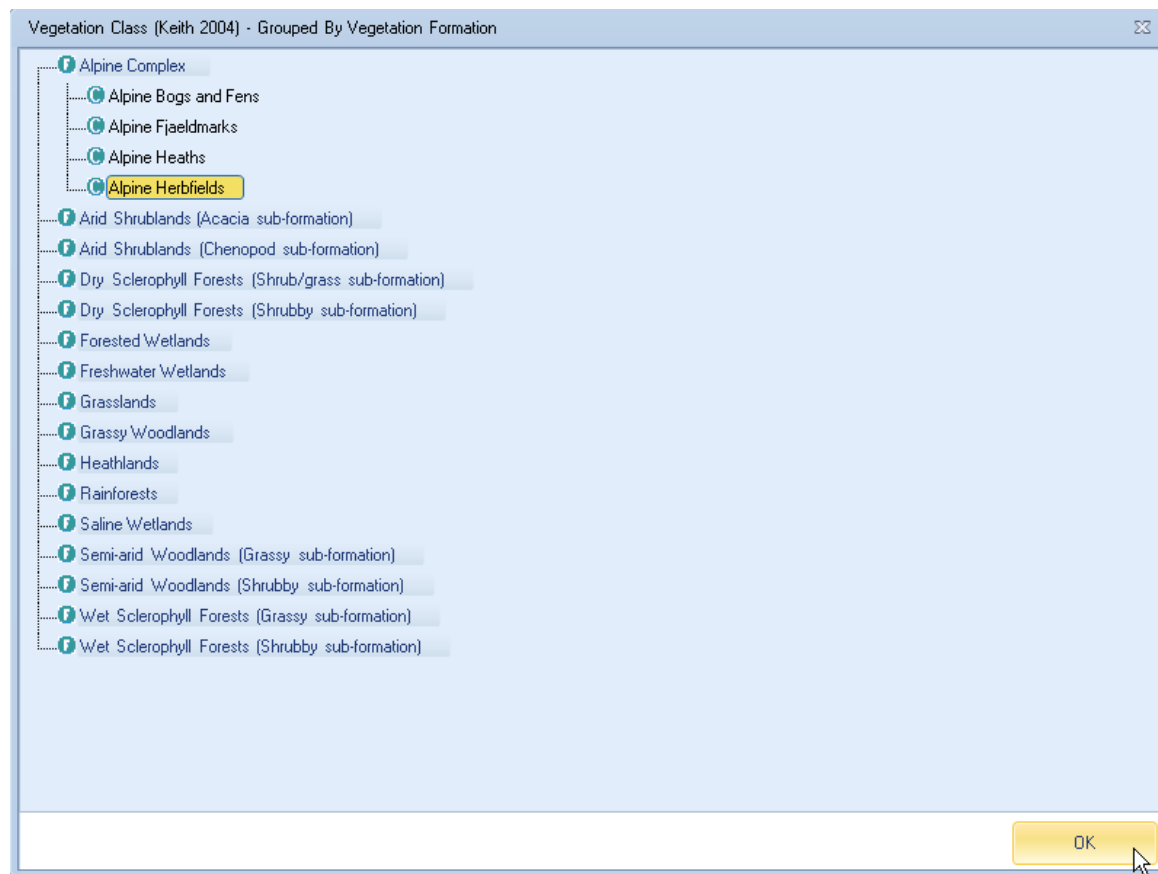 Vegetation Class (Keith 2004) - Grouped By Vegetation Formation
F Alpine Complex
C Alpine Bogs and Fens
C Alpine Fjaeldmarks
C Alpine Heaths
C Alpine Herbfields
F Arid Shrublands (Acacia sub-formation)
F Arid Shrublands (Chenopod sub-formation)
F Dry Sclerophyll Forests (Shrub/grass sub-formation)
F Dry Sclerophyll Forests (Shrubby sub-formation)
F Forested Wetlands
F Freshwater Wetlands
F Grasslands
F Grassy Woodlands
F Heathlands
F Rainforests
F Saline Wetlands
F Semi-arid Woodlands (Grassy sub-formation)
F Semi-arid Woodlands (Shrubby sub-formation)
F Wet Sclerophyll Forests (Grassy sub-formation)
F Wet Sclerophyll Forests (Shrubby sub-formation)
OK